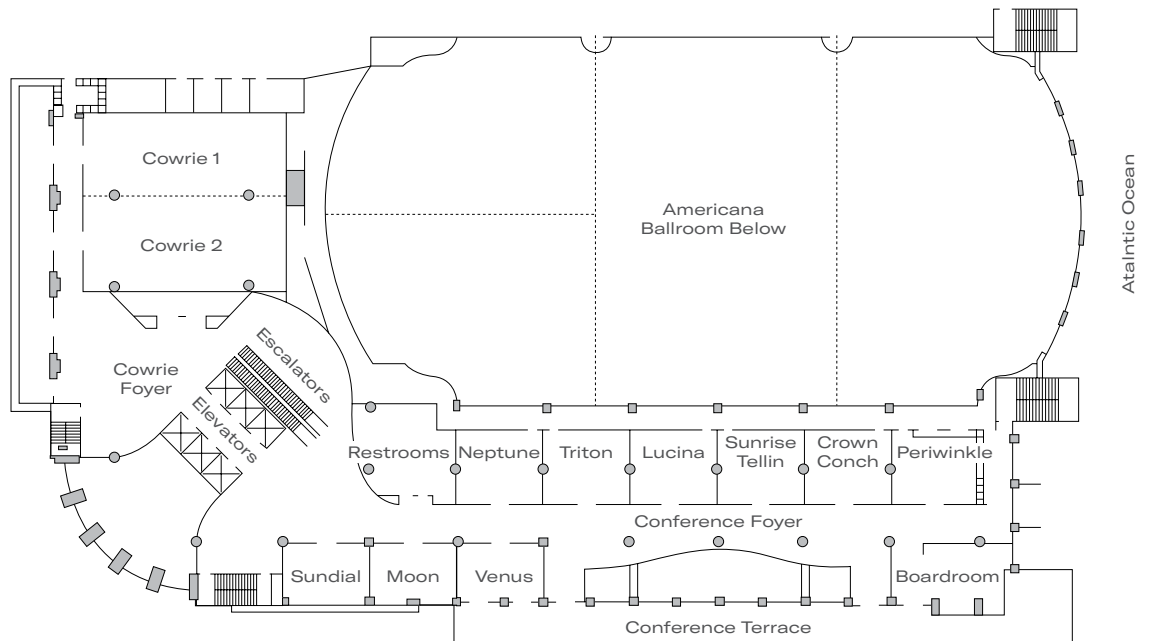 Cowrie 1
Cowrie 2
Americana
Ballroom Below
Atalntic Ocean
Escalators
Cowrie
Foyer
Elevators
Restrooms
Neptune
Triton
Lucina
Sunrise
Tellin
Crown
Conch
Periwinkle
Conference Foyer
Sundial
Moon
Venus
Boardroom
Conference Terrace